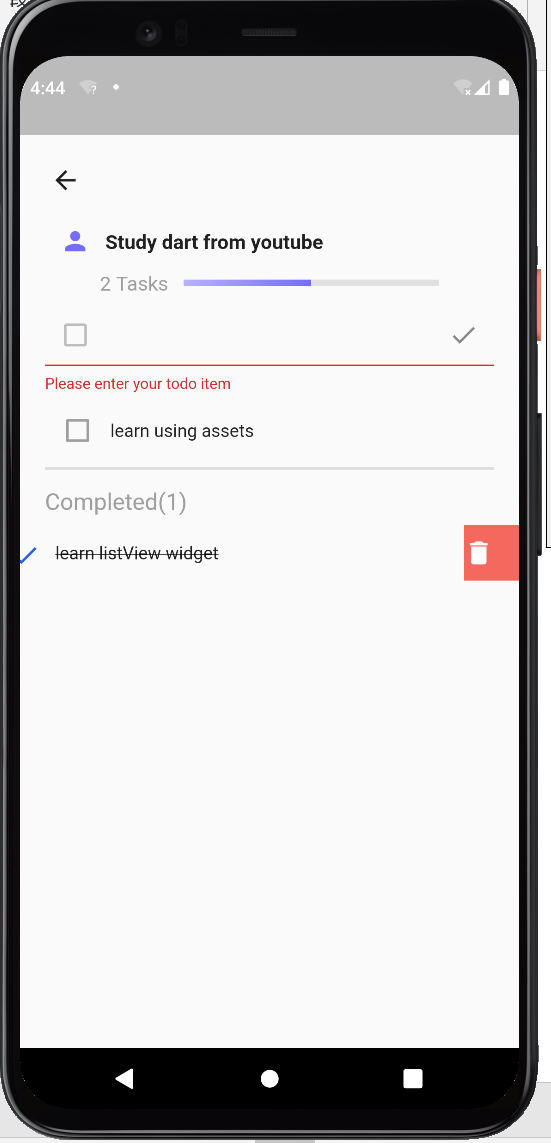 4:44
Study dart from youtube
2 Tasks
Please enter your todo item
learn using assets
Completed(1)
learn listView widget